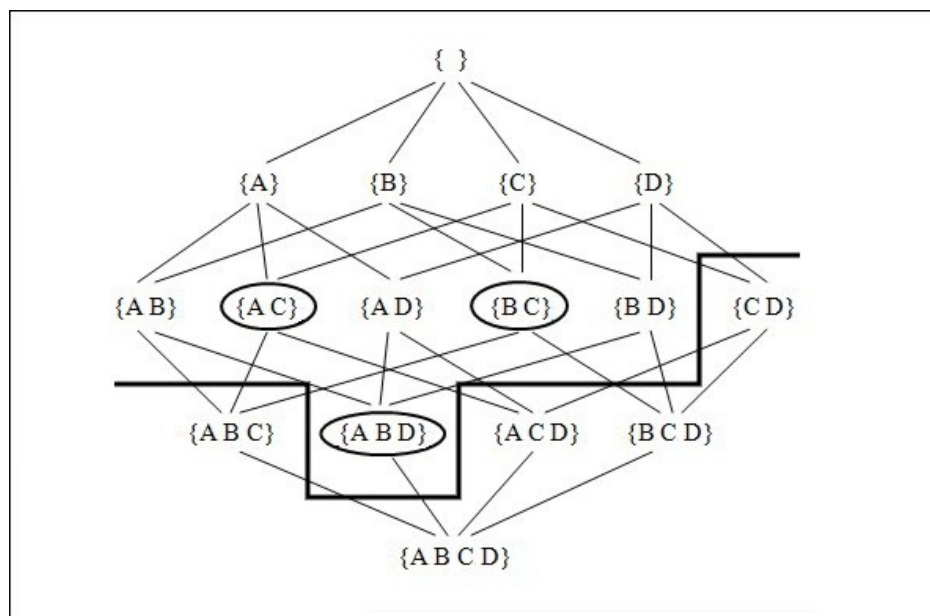 { }
{A} {B} {C} {D}
{A B} {A C} {A D} {B C} {B D} {C D}
{A B C} {A B D} {A C D} {B C D}
{A B C D}